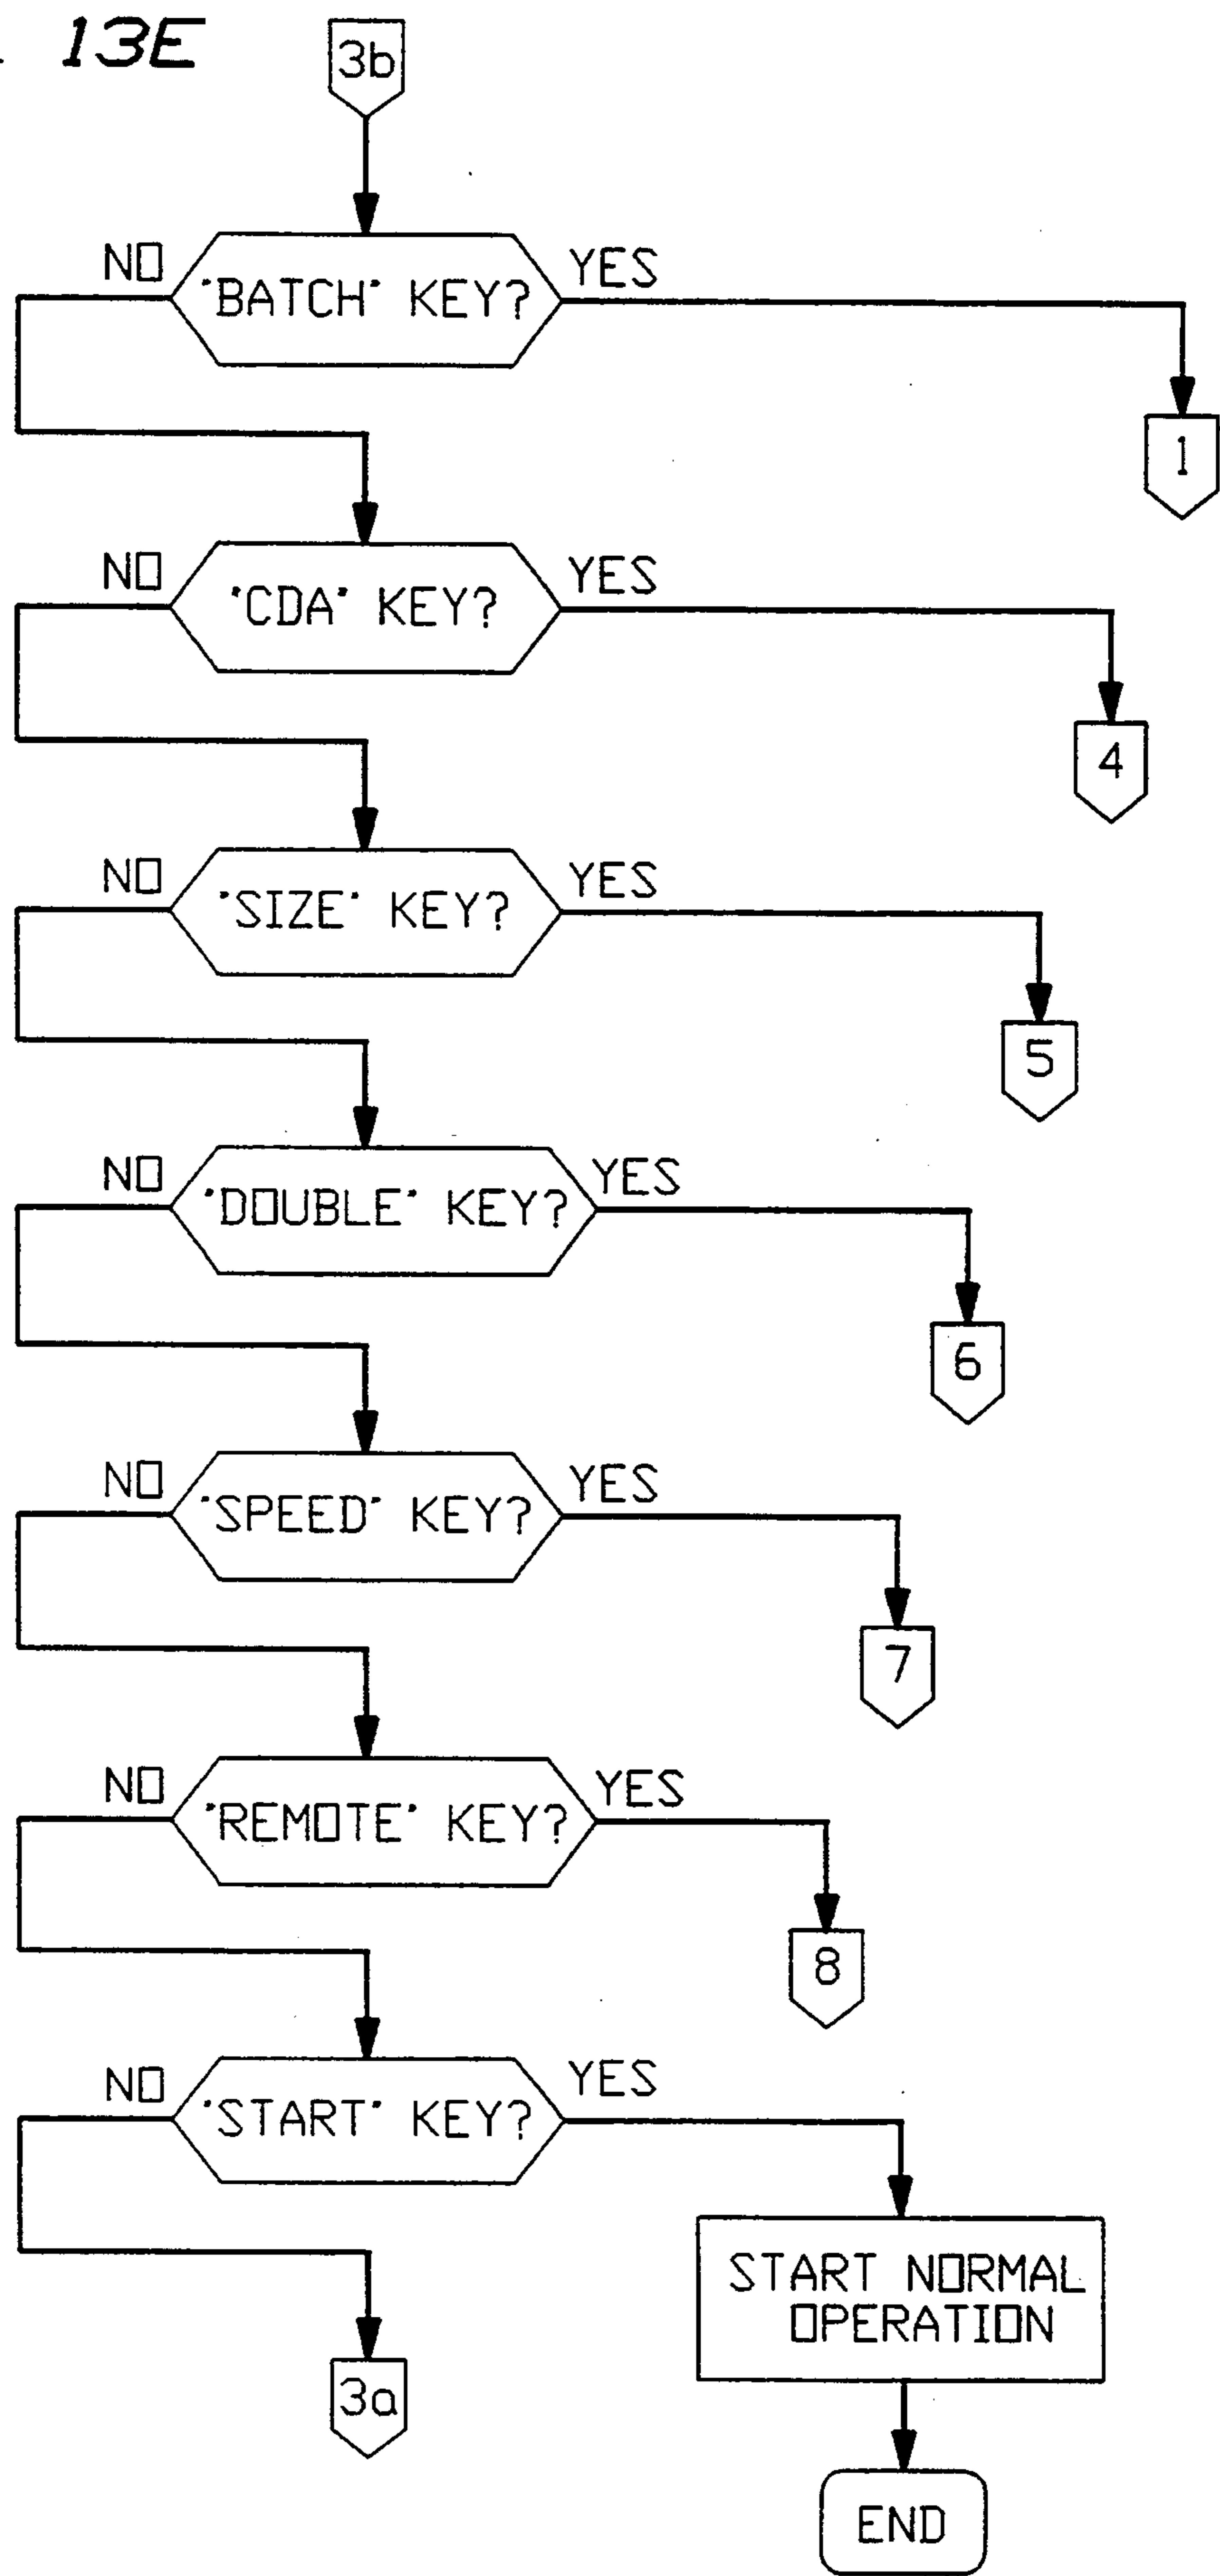 13E
3b
NO
"BATCH" KEY?
YES
1
NO
"CDA" KEY?
YES
4
NO
"SIZE" KEY?
YES
5
NO
"DOUBLE" KEY?
YES
6
NO
"SPEED" KEY?
YES
7
NO
"REMOTE" KEY?
YES
8
NO
"START" KEY?
YES
START NORMAL
OPERATION
3a
END